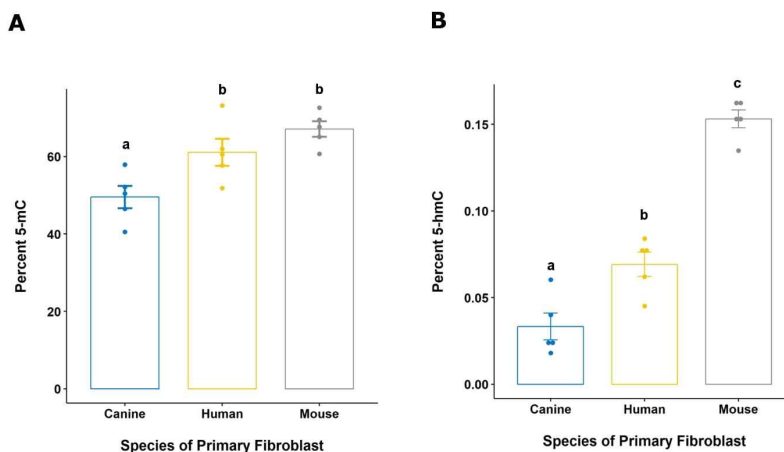 A
Percent 5-mC
60
40
20
0
a
b
b
Canine
Human
Mouse
Species of Primary Fibroblast
B
Percent 5-hmC
0.15
0.10
0.05
0.00
a
b
c
Canine
Human
Mouse
Species of Primary Fibroblast